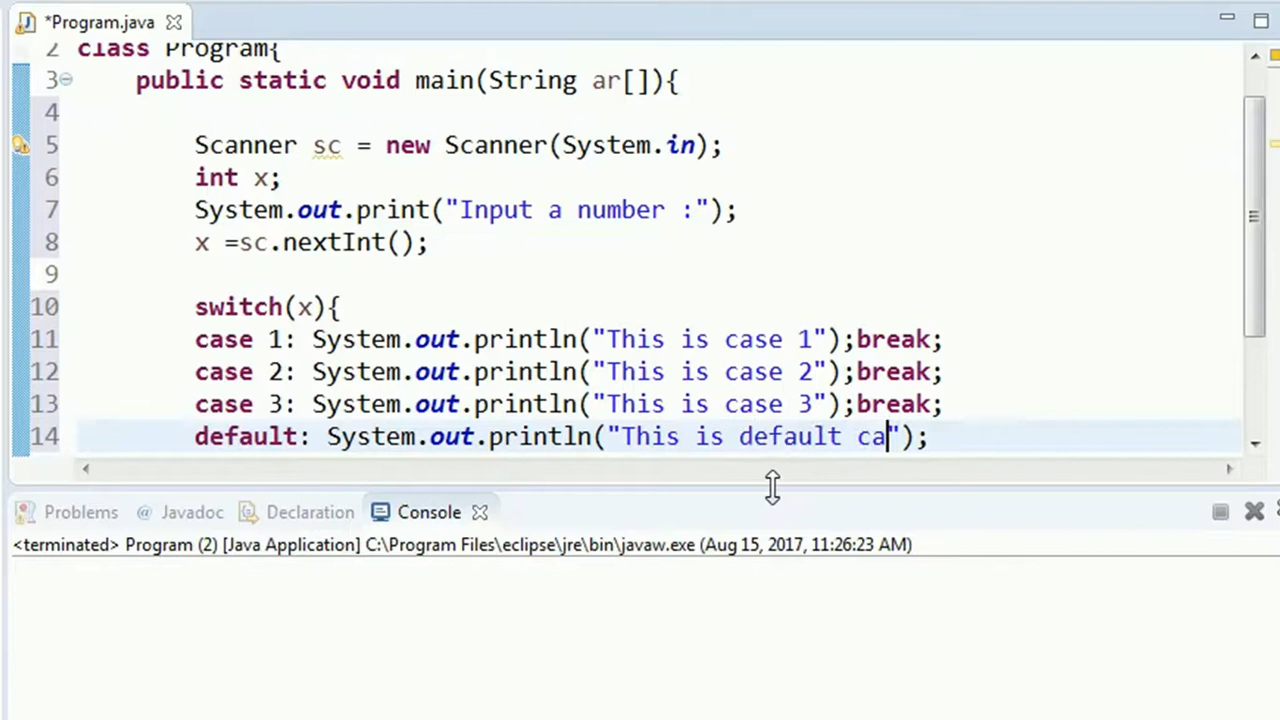 *Program.java
2 class Program{
3 public static void main(String ar[]){
4
5 Scanner sc = new Scanner(System.in);
6 int x;
7 System.out.print("Input a number :");
8 x =sc.nextInt();
9
10 switch(x){
11 case 1: System.out.println("This is case 1");break;
12 case 2: System.out.println("This is case 2");break;
13 case 3: System.out.println("This is case 3");break;
14 default: System.out.println("This is default ca");
Problems @ Javadoc Declaration Console
<terminated> Program (2) [Java Application] C:\Program Files\eclipse\jre\bin\javaw.exe (Aug 15, 2017, 11:26:23 AM)